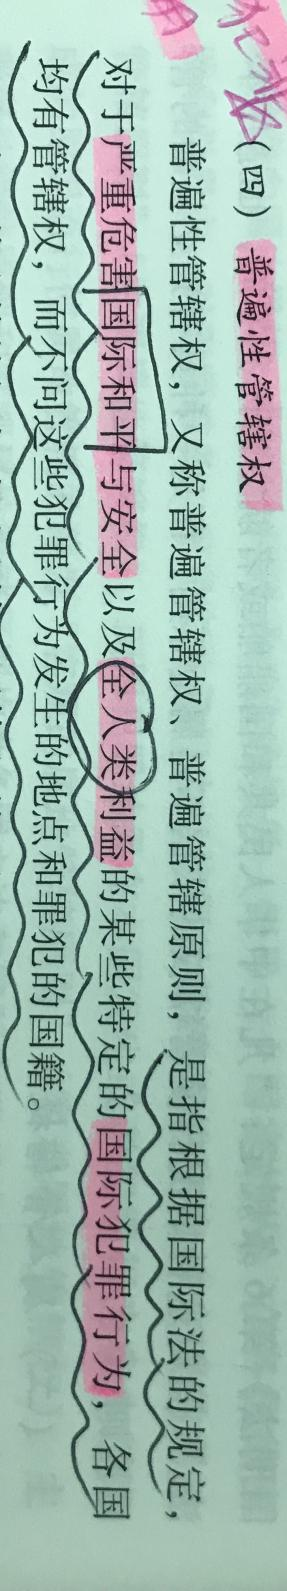 （四）普遍性管辖权
普遍性管辖权，又称普遍管辖权、普遍管辖原则，是指根据国际法的规定，
对于严重危害国际和平与安全以及全人类利益的某些特定的国际犯罪行为，各国
均有管辖权，而不问这些犯罪行为发生的地点和罪犯的国籍。